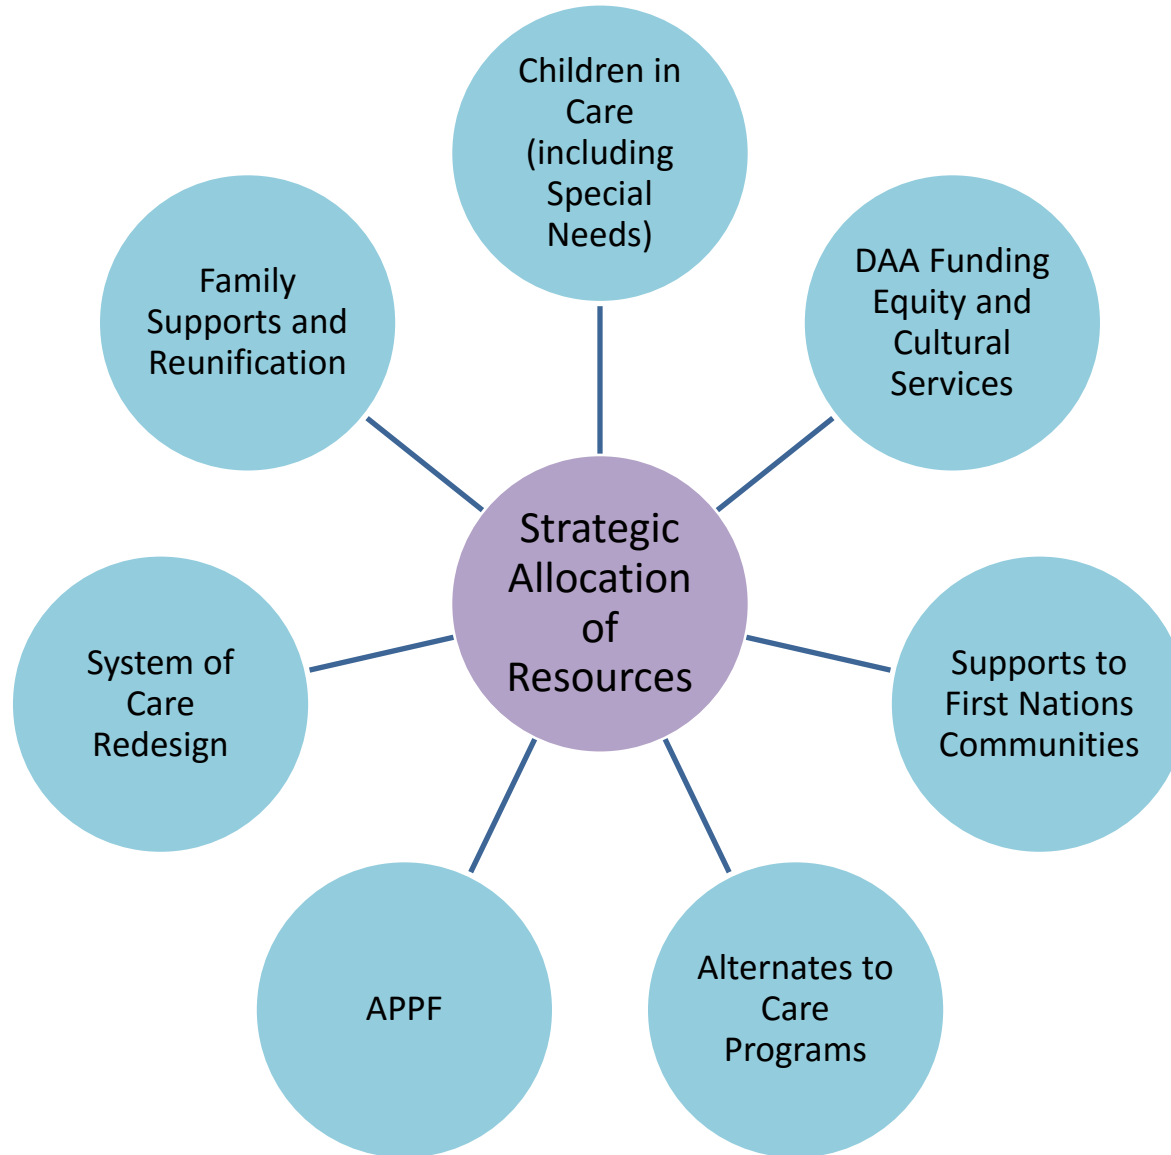 Children in
Care
(including
Special
Needs)
DAA Funding
Equity and
Cultural
Services
Supports to
First Nations
Communities
Alternates to
Care
Programs
APPF
System of
Care
Redesign
Family
Supports and
Reunification
Strategic
Allocation
of
Resources